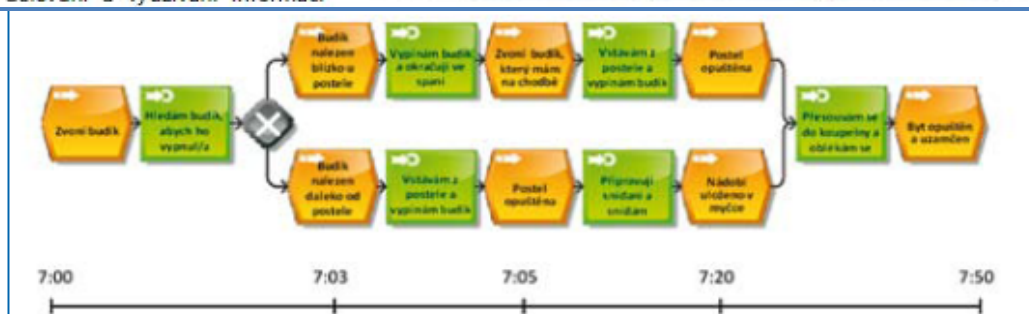 využívání informací
Zvoní budík
Hledám budík,
abych ho
vypnul/a
Budík
nalezen
blízko u
postele
Vypínám budík
a
ve
spaní
Zvoní budík,
který mám
na chodbě
Vstávám z
postele a
vypínám budík
Postel
opuštěna
Budík
nalezen
daleko od
postele
Vstávám z
postele a
vypínám budík
Postel
opuštěna
Připravuji
snídani a
snídám
Nádobí
uloženo v
myčce
Přesouvám se
do koupelny a
oblékám se
Byt opuštěn
a uzamčen
7:00
7:03
7:05
7:20
7:50